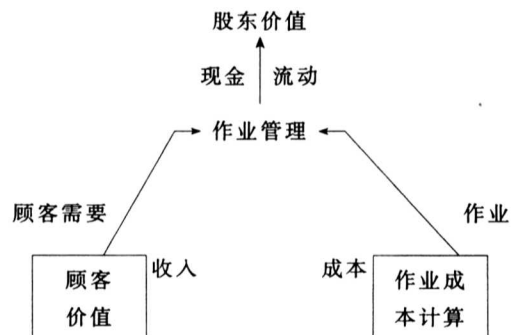 股东价值
现金 流动
作业管理
顾客需要 作业
收入 成本
顾客
价值
作业成
本计算